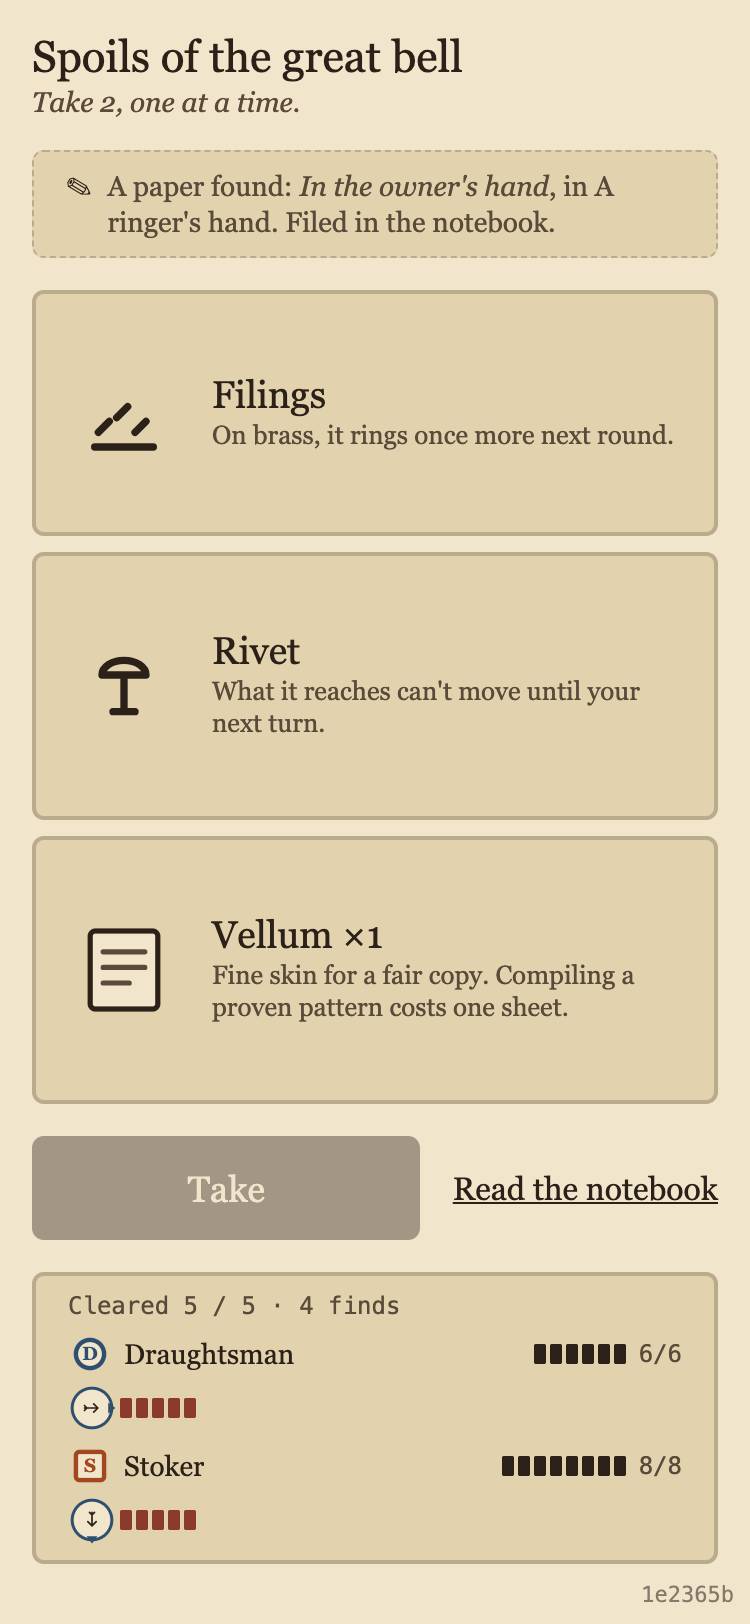 Spoils of the great bell
Take 2, one at a time.
✎ A paper found: In the owner's hand, in A
ringer's hand. Filed in the notebook.
Filings
On brass, it rings once more next round.
Rivet
What it reaches can't move until your
next turn.
Vellum ×1
Fine skin for a fair copy. Compiling a
proven pattern costs one sheet.
Take
Read the notebook
Cleared 5 / 5 · 4 finds
D Draughtsman 6/6
S Stoker 8/8
1e2365b